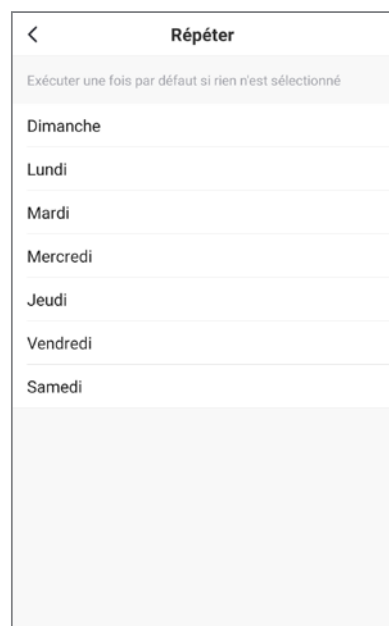 Répéter
Exécuter une fois par défaut si rien n'est sélectionné
Dimanche
Lundi
Mardi
Mercredi
Jeudi
Vendredi
Samedi